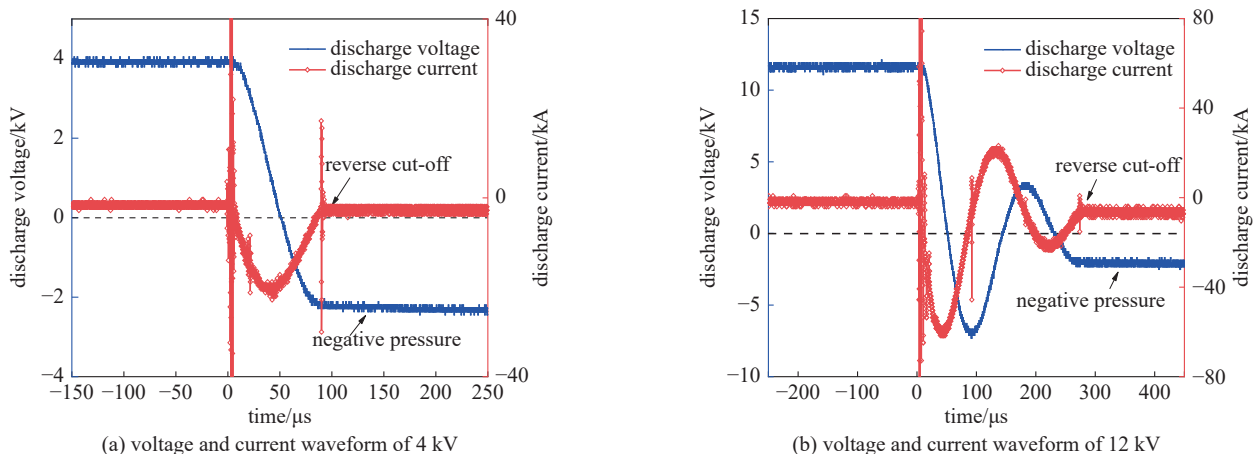 4
2
0
−2
−4
40
0
−40
discharge voltage/kV
discharge current/kA
discharge voltage
discharge current
reverse cut-off
negative pressure
−150 −100 −50 0 50 100 150 200 250
time/μs
(a) voltage and current waveform of 4 kV
15
10
5
0
−5
−10
80
40
0
−40
−80
discharge voltage/kV
discharge current/kA
discharge voltage
discharge current
reverse cut-off
negative pressure
−200 −100 0 100 200 300 400
time/μs
(b) voltage and current waveform of 12 kV